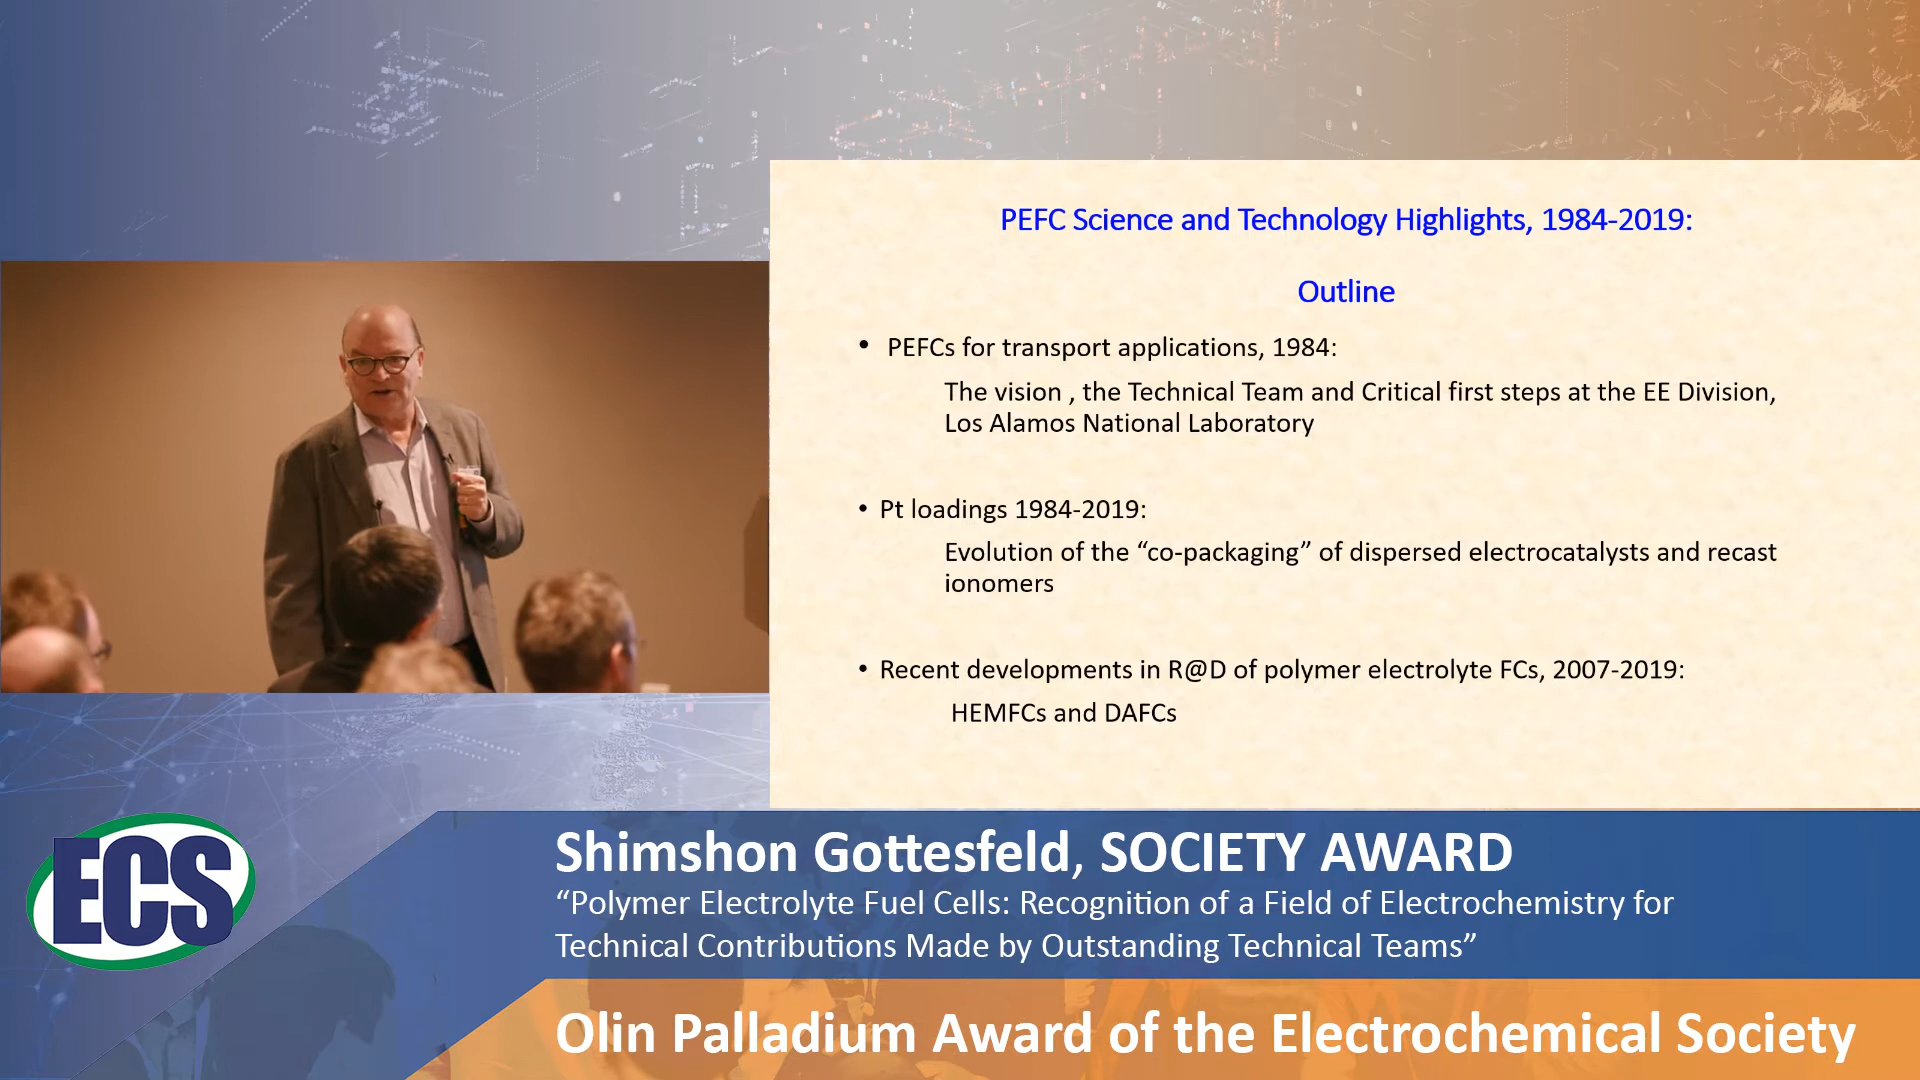 PEFC Science and Technology Highlights, 1984-2019:
Outline
• PEFCs for transport applications, 1984:
The vision , the Technical Team and Critical first steps at the EE Division,
Los Alamos National Laboratory
• Pt loadings 1984-2019:
Evolution of the “co-packaging” of dispersed electrocatalysts and recast
ionomers
• Recent developments in R@D of polymer electrolyte FCs, 2007-2019:
HEMFCs and DAFCs
ECS
Shimshon Gottesfeld, SOCIETY AWARD
“Polymer Electrolyte Fuel Cells: Recognition of a Field of Electrochemistry for
Technical Contributions Made by Outstanding Technical Teams”
Olin Palladium Award of the Electrochemical Society